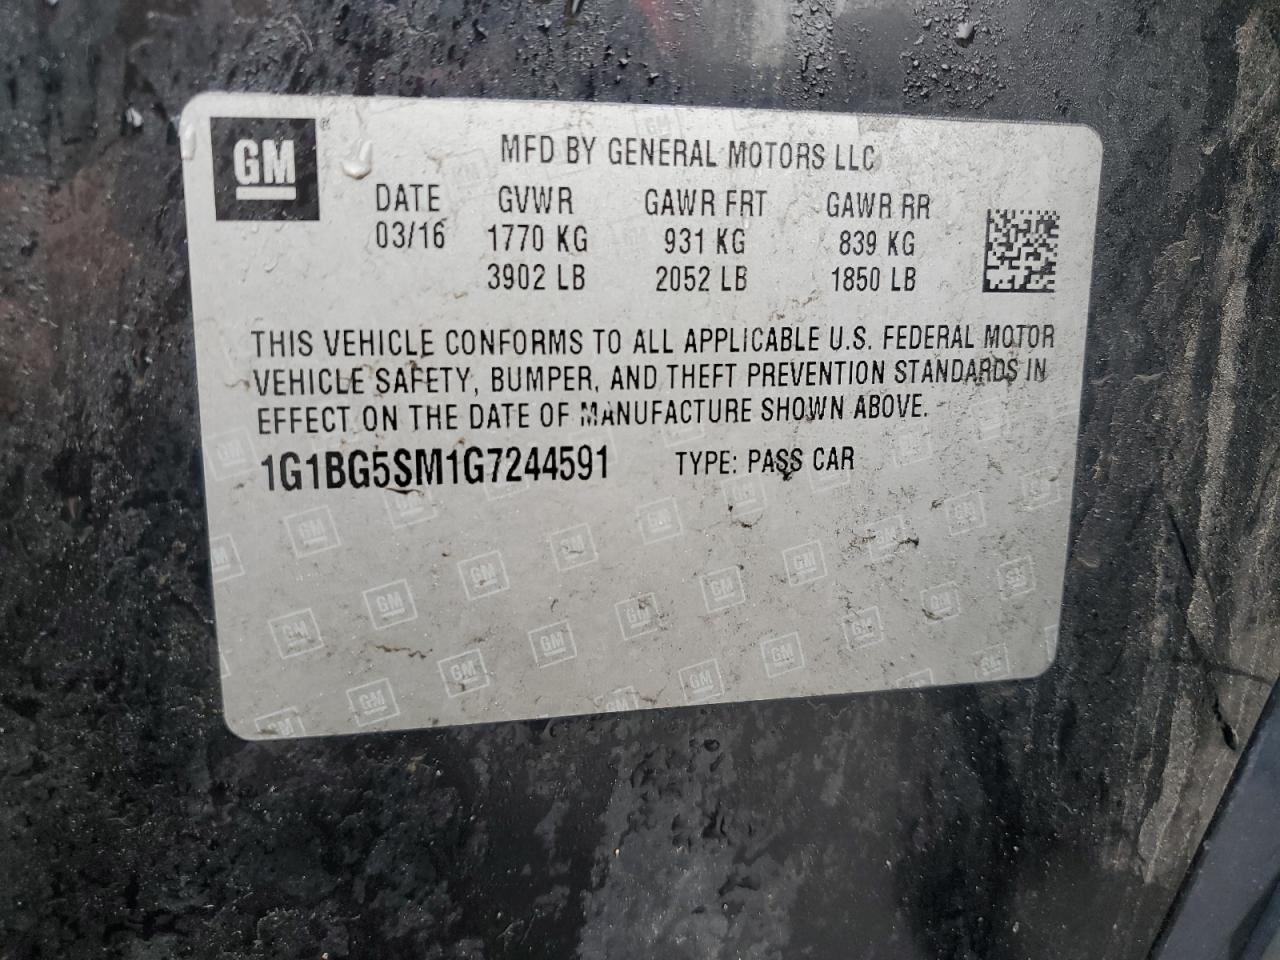 GM
MFD BY GENERAL MOTORS LLC
DATE GVWR GAWR FRT GAWR RR
03/16 1770 KG 931 KG 839 KG
3902 LB 2052 LB 1850 LB
THIS VEHICLE CONFORMS TO ALL APPLICABLE U.S. FEDERAL MOTOR
VEHICLE SAFETY, BUMPER, AND THEFT PREVENTION STANDARDS IN
EFFECT ON THE DATE OF MANUFACTURE SHOWN ABOVE.
1G1BG5SM1G7244591 TYPE: PASS CAR